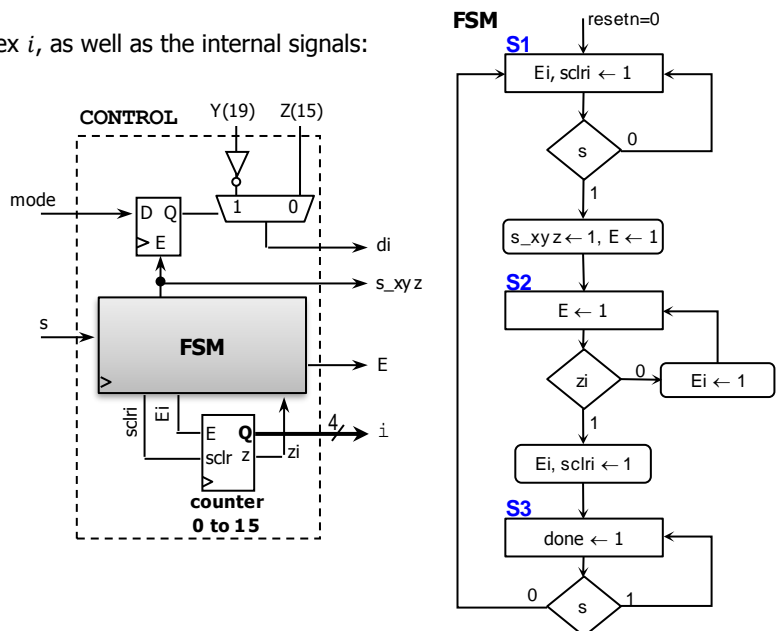 ex i, as well as the internal signals:
CONTROL
Y(19)
Z(15)
mode
D Q
E
1
0
di
s_xyz
s
FSM
E
sclri
Ei
E Q
sclr z
zi
4
i
counter
0 to 15
FSM
resetn=0
S1
Ei, sclri ← 1
s
0
1
s_xyz ← 1, E ← 1
S2
E ← 1
zi
0
Ei ← 1
1
Ei, sclri ← 1
S3
done ← 1
0
s
1